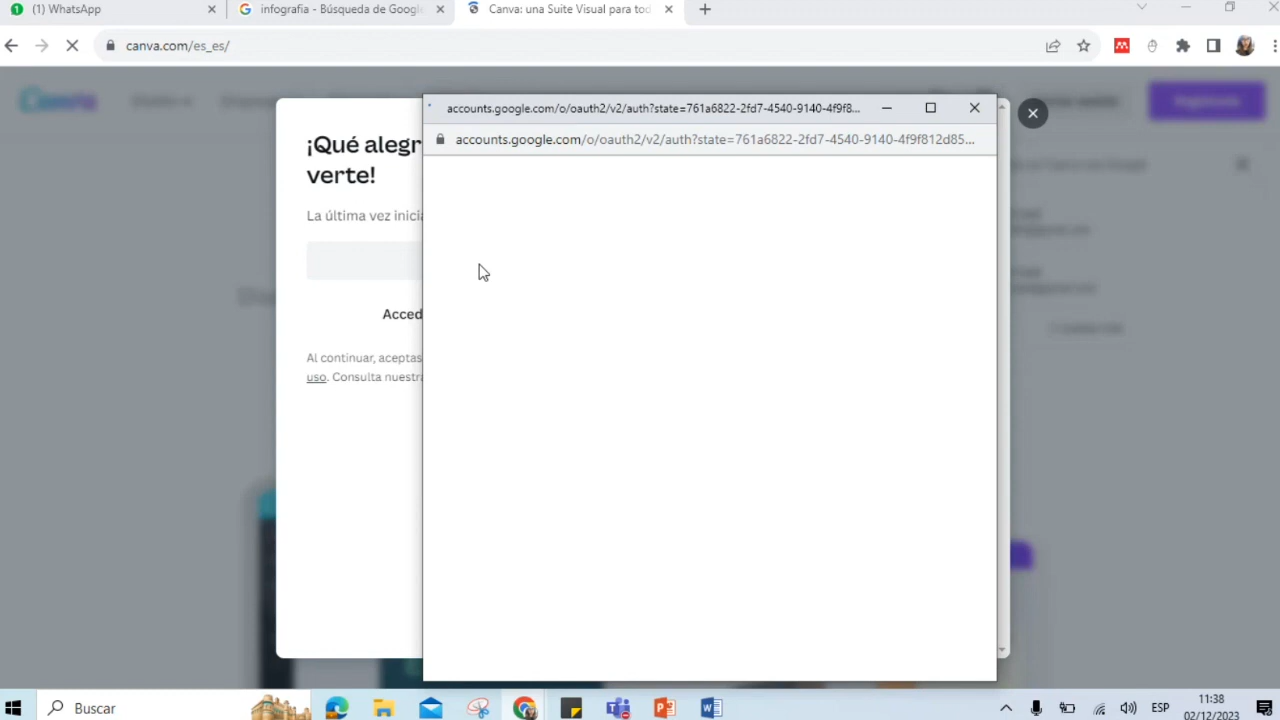 (1) WhatsApp
infografia - Búsqueda de Google
Canva: una Suite Visual para tod
canva.com/es_es/
accounts.google.com/o/oauth2/v2/auth?state=761a6822-2fd7-4540-9140-4f9f8...
accounts.google.com/o/oauth2/v2/auth?state=761a6822-2fd7-4540-9140-4f9f812d85...
¡Qué alegr
verte!
La última vez inicia
Acced
Al continuar, aceptas
uso. Consulta nuestra
Buscar
ESP
11:38
02/12/2023